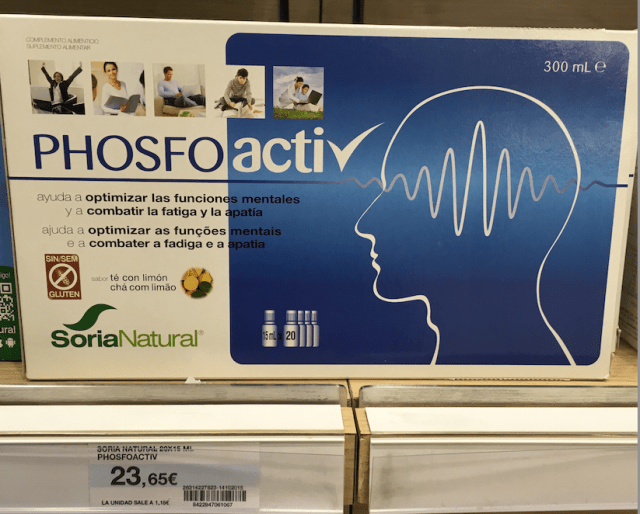 COMPLEMENTO ALIMENTICIO
SUPLEMENTO ALIMENTAR
300 mL e
PHOSFOactiv
ayuda a optimizar las funciones mentales
y a combatir la fatiga y la apatía
ajuda a optimizar as funções mentais
e a combater a fadiga e a apatia
SIN/SEM
GLUTEN
sabor té con limón
chá com limão
SoriaNatural®
15 mL x 20
ural
SORIA NATURAL 20X15 ML
PHOSFOACTIV
23,65€
LA UNIDAD SALE A 1,18€
8422947061067